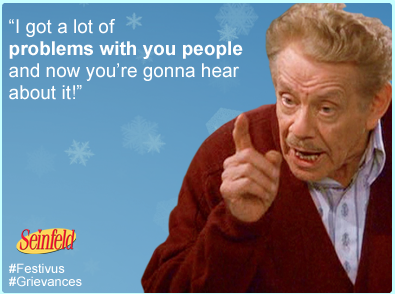 “I got a lot of
problems with you people
and now you’re gonna hear
about it!”
Seinfeld
#Festivus
#Grievances